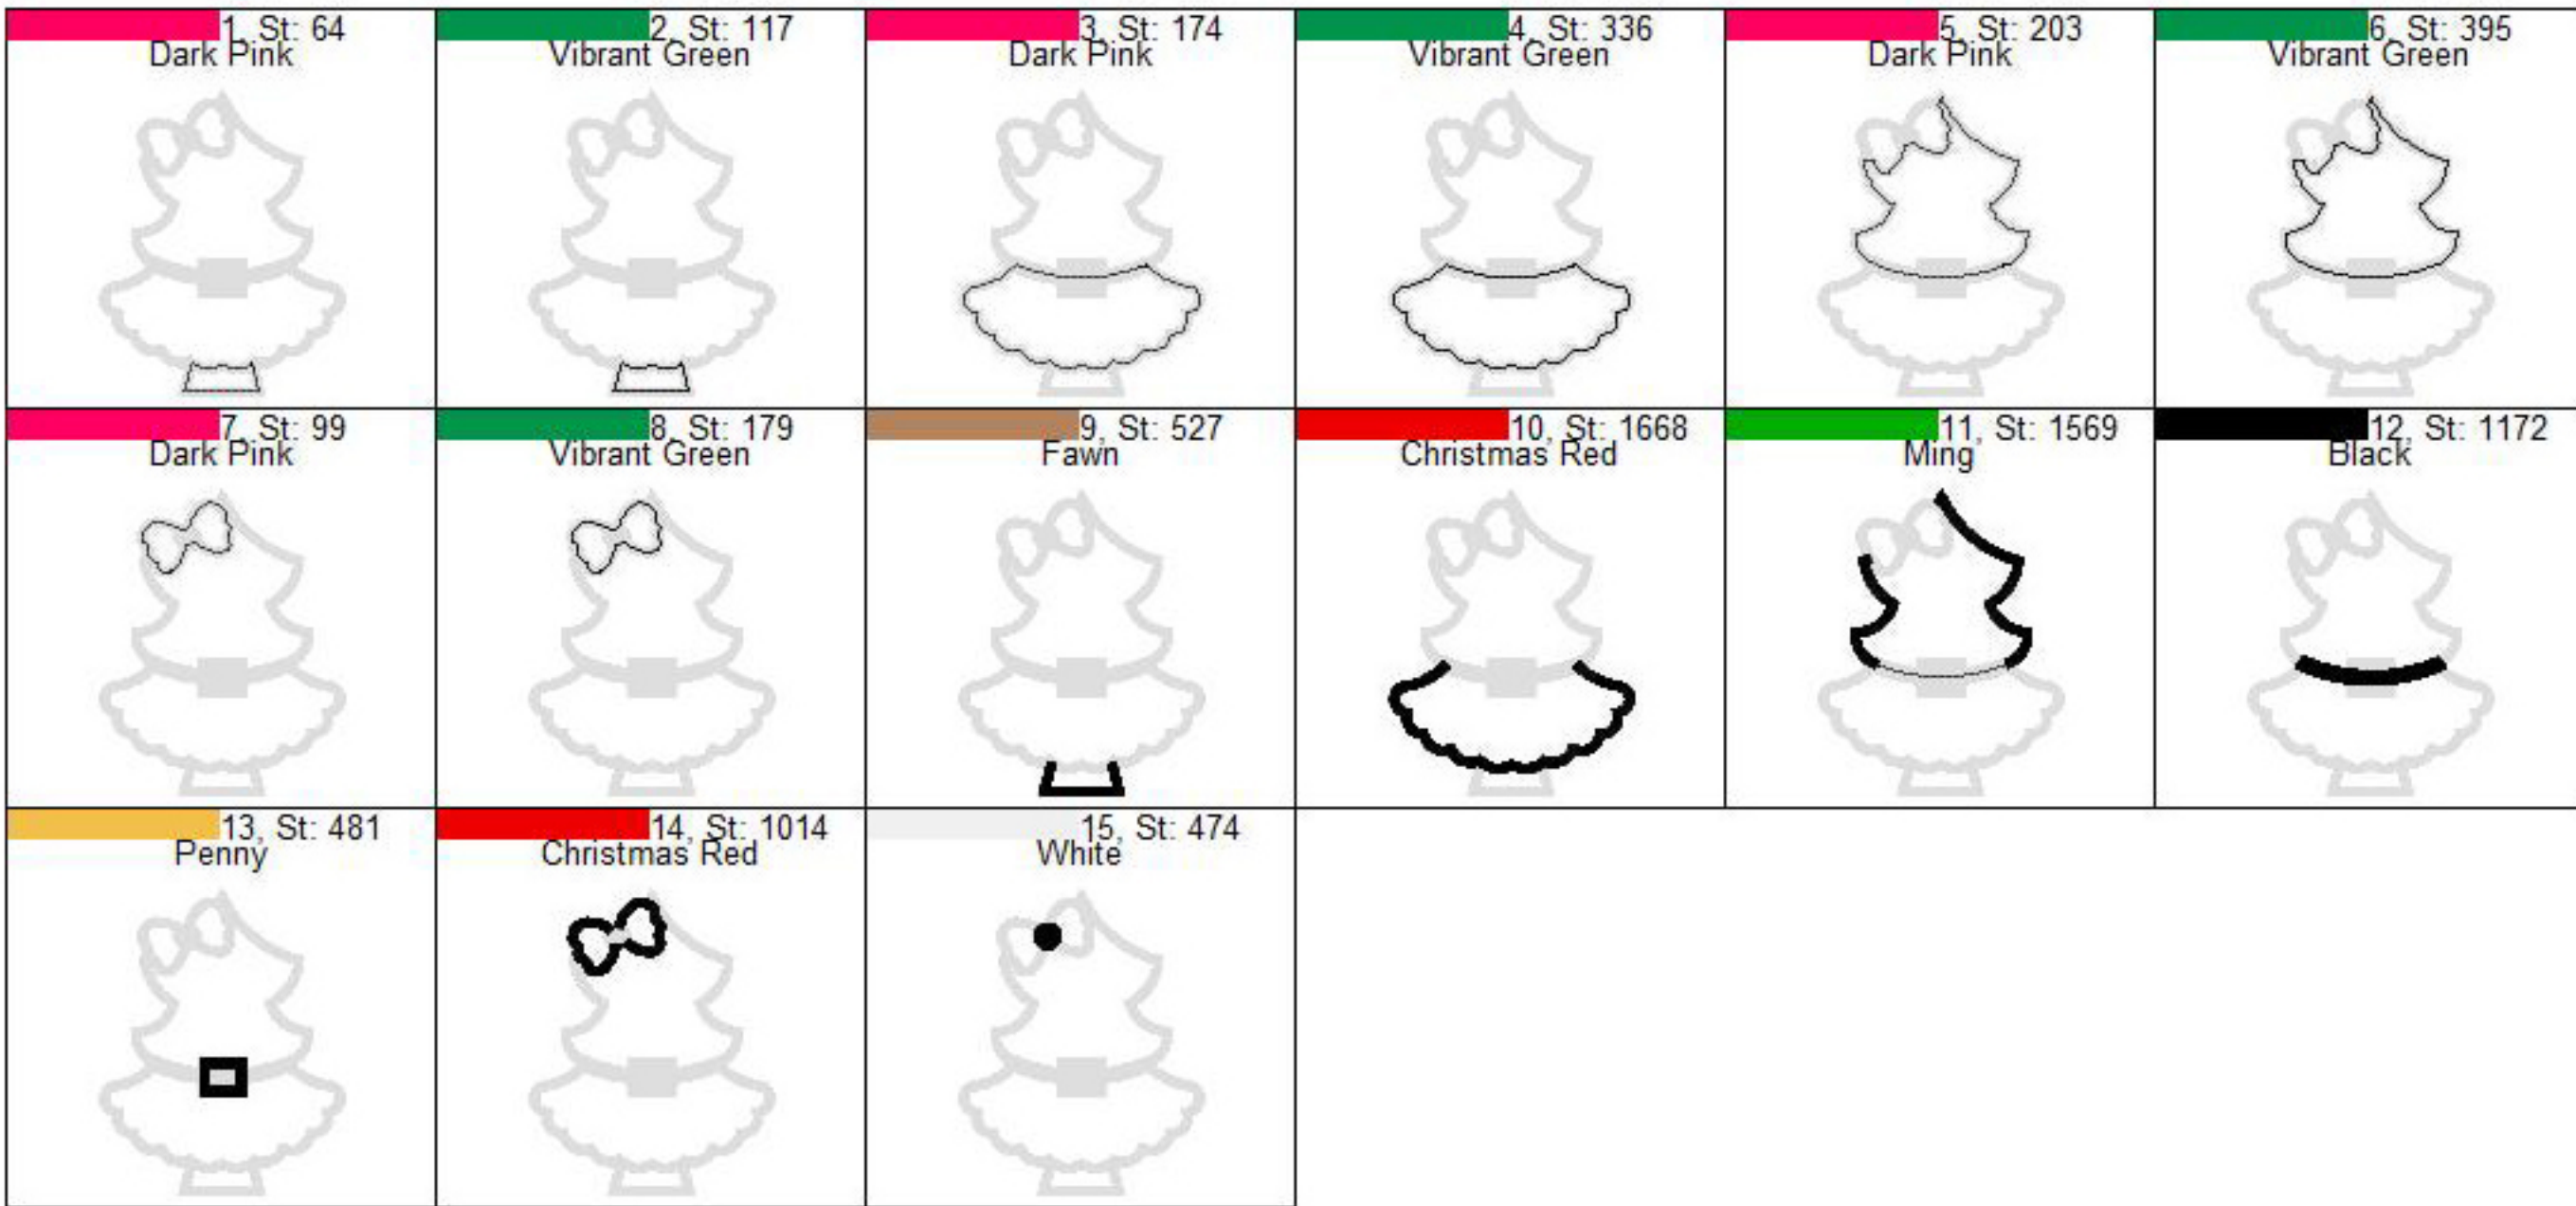 1, St: 64
Dark Pink
2, St: 117
Vibrant Green
3, St: 174
Dark Pink
4, St: 336
Vibrant Green
5, St: 203
Dark Pink
6, St: 395
Vibrant Green
7, St: 99
Dark Pink
8, St: 179
Vibrant Green
9, St: 527
Fawn
10, St: 1668
Christmas Red
11, St: 1569
Ming
12, St: 1172
Black
13, St: 481
Penny
14, St: 1014
Christmas Red
15, St: 474
White